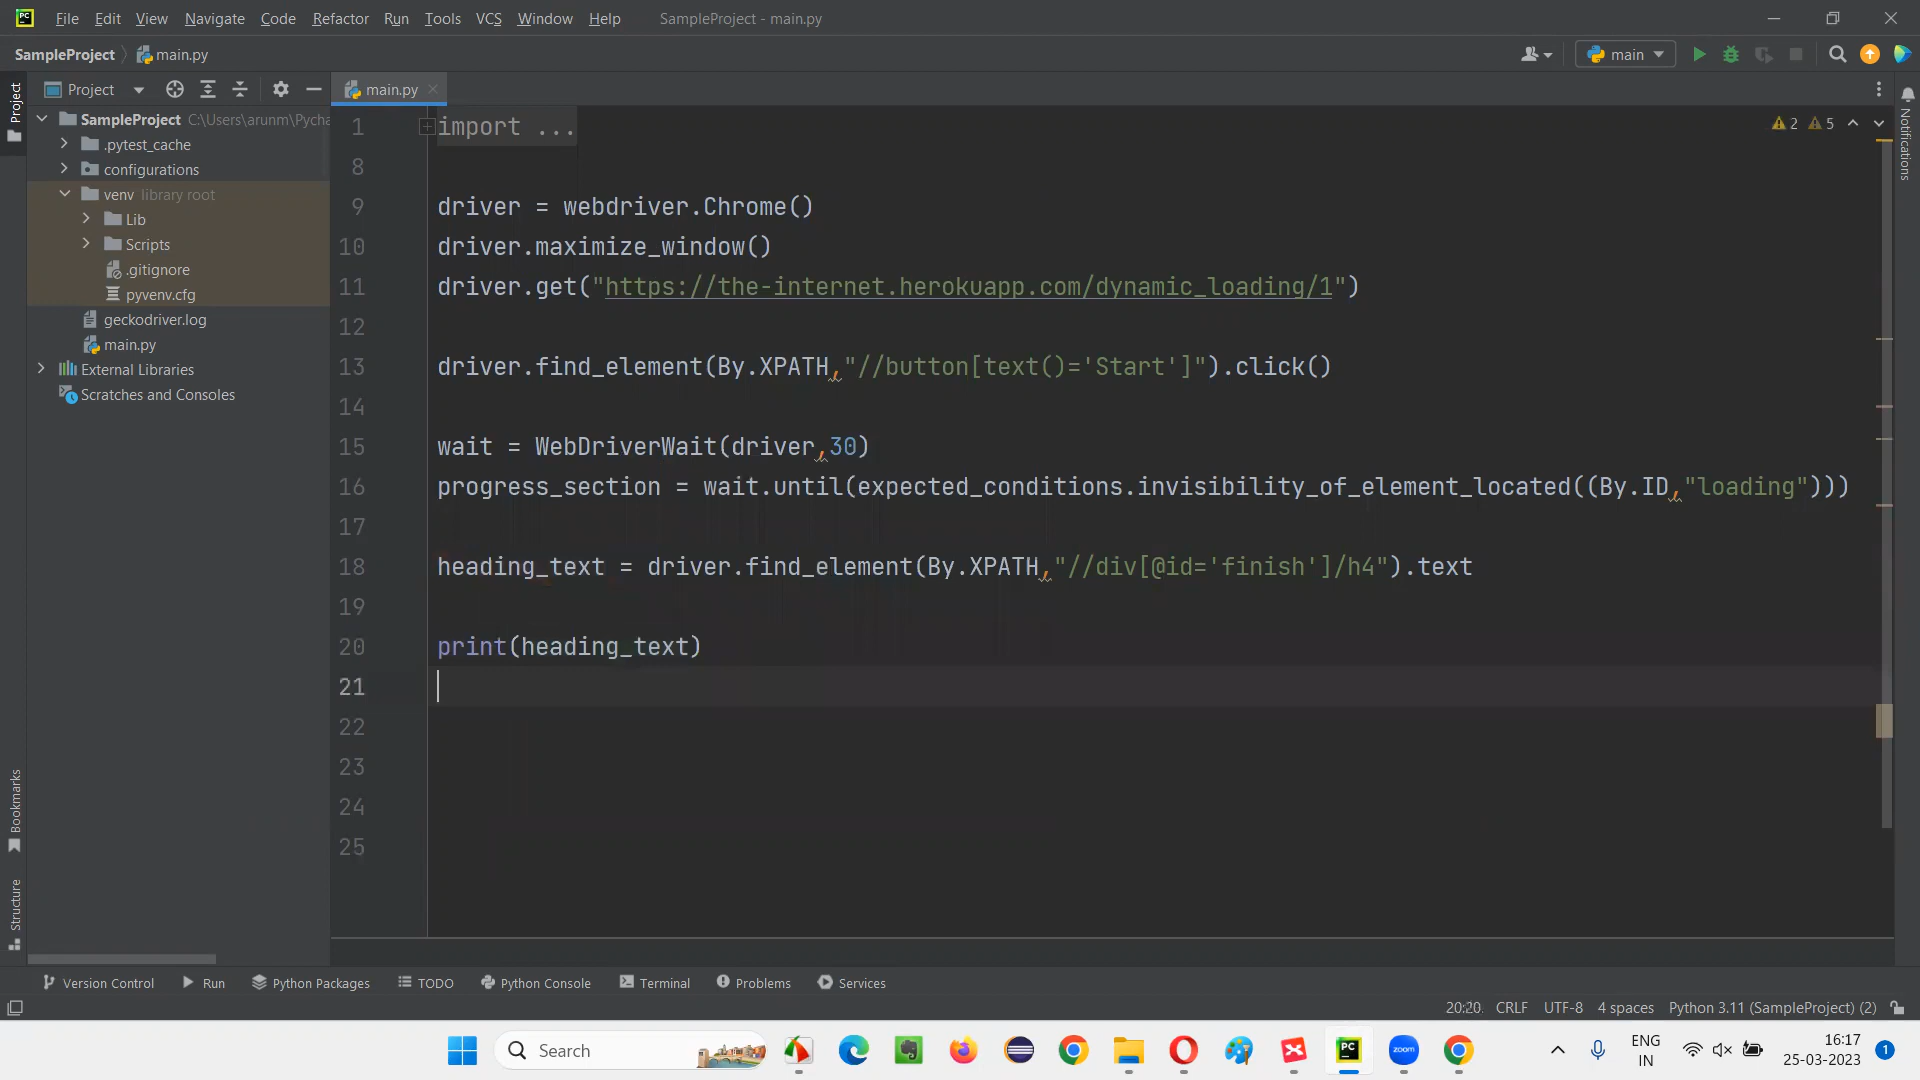 File Edit View Navigate Code Refactor Run Tools VCS Window Help SampleProject - main.py
SampleProject main.py main
Project main.py
SampleProject C:\Users\arunm\Pycha
.pytest_cache
configurations
venv library root
Lib
Scripts
.gitignore
pyvenv.cfg
geckodriver.log
main.py
External Libraries
Scratches and Consoles
Project
Bookmarks
Structure
1 import ...
8
9 driver = webdriver.Chrome()
10 driver.maximize_window()
11 driver.get("https://the-internet.herokuapp.com/dynamic_loading/1")
12
13 driver.find_element(By.XPATH,"//button[text()='Start']").click()
14
15 wait = WebDriverWait(driver,30)
16 progress_section = wait.until(expected_conditions.invisibility_of_element_located((By.ID,"loading")))
17
18 heading_text = driver.find_element(By.XPATH,"//div[@id='finish']/h4").text
19
20 print(heading_text)
21
22
23
24
25
2 5
Notifications
Version Control Run Python Packages TODO Python Console Terminal Problems Services
20:20 CRLF UTF-8 4 spaces Python 3.11 (SampleProject) (2)
Search PC zoom PC ENG IN 16:17 25-03-2023 1